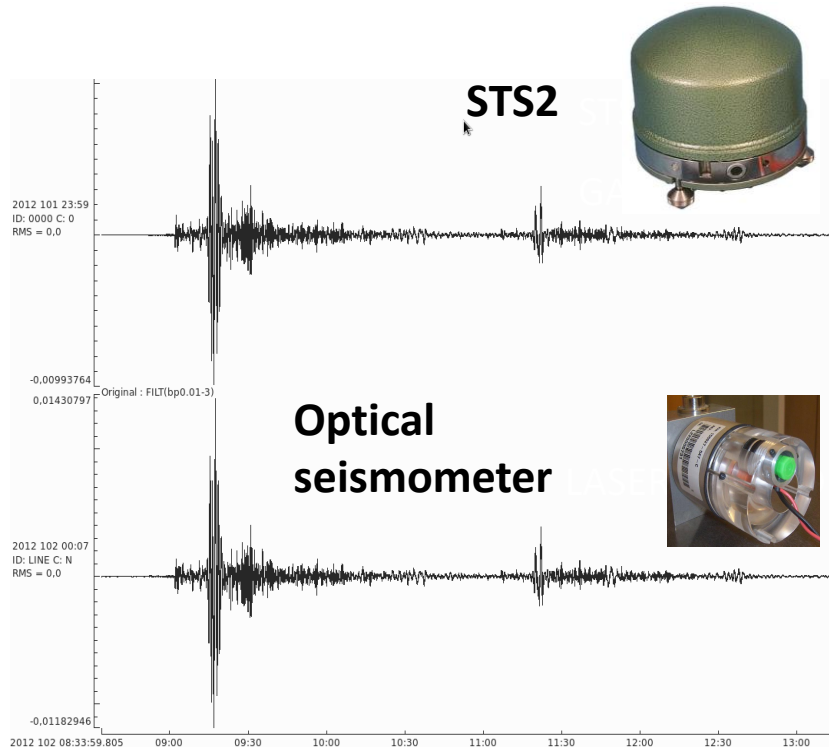 STS2
2012 101 23:59
ID: 0000 C: 0
RMS = 0,0
-0,00993764
Original : FILT(bp0.01-3)
0,01430797
Optical
seismometer
LASER
2012 102 00:07
ID: LINE C: N
RMS = 0,0
-0,01182946
2012 102 08:33:59.805 09:00 09:30 10:00 10:30 11:00 11:30 12:00 12:30 13:00